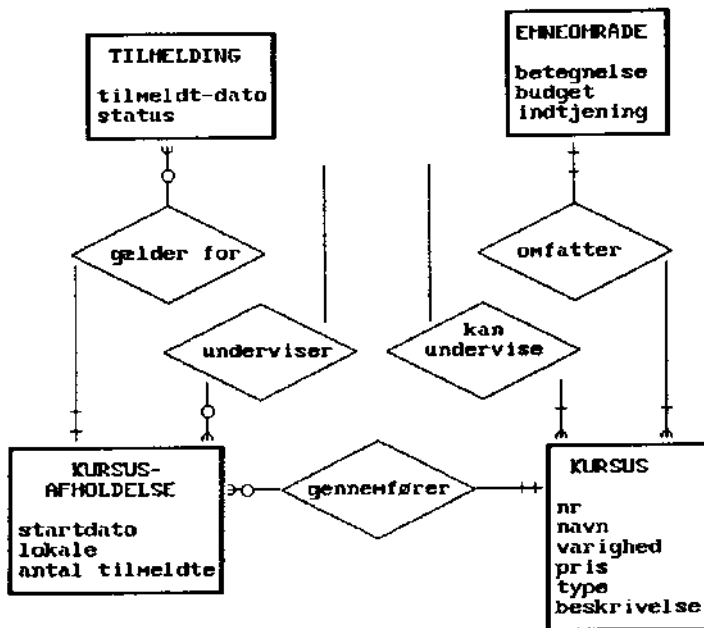 TILMELDING
tilmeldt-dato
status
EMNEOMRÅDE
betegnelse
budget
indtjening
gælder for
omfatter
underviser
kan
undervise
KURSUS-
AFHOLDELSE
startdato
lokale
antal tilmeldte
gennemfører
KURSUS
nr
navn
varighed
pris
type
beskrivelse